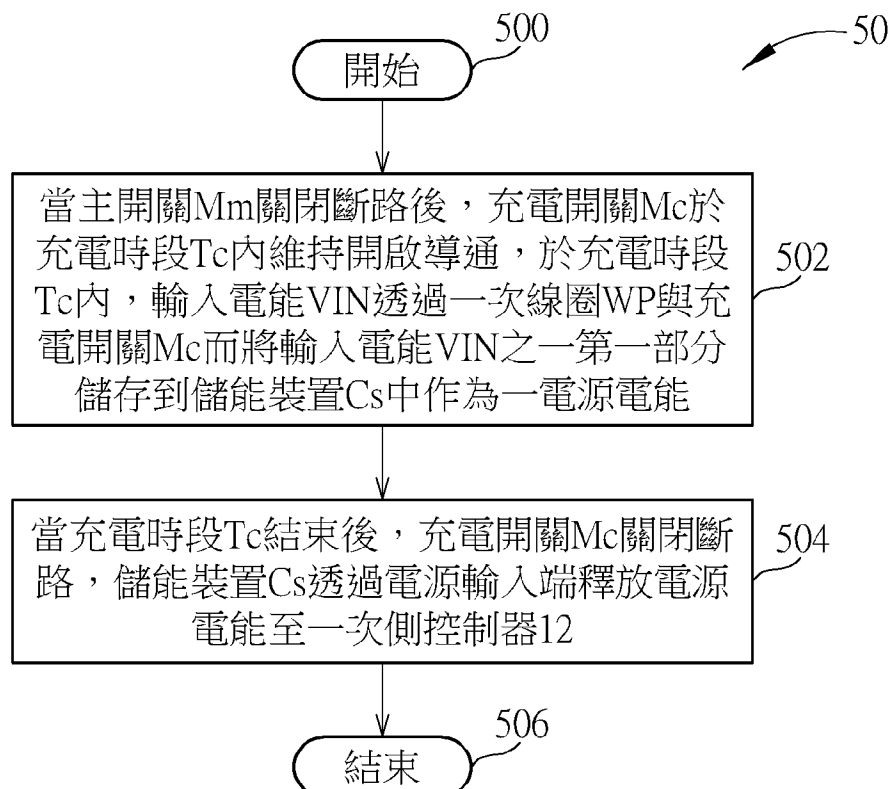 500
50
開始
當主開關Mm關閉斷路後，充電開關Mc於
充電時段Tc內維持開啟導通，於充電時段
Tc內，輸入電能VIN透過一次線圈WP與充
電開關Mc而將輸入電能VIN之一第一部分
儲存到儲能裝置Cs中作為一電源電能
502
當充電時段Tc結束後，充電開關Mc關閉斷
路，儲能裝置Cs透過電源輸入端釋放電源
電能至一次側控制器12
504
506
結束